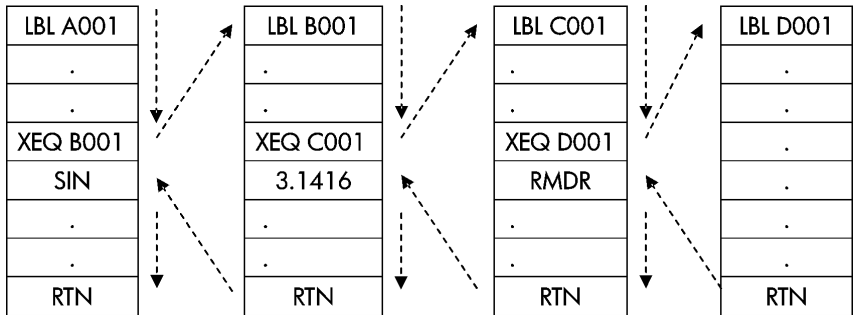 LBL A001 LBL B001 LBL C001 LBL D001
. . . .
. . . .
XEQ B001 XEQ C001 XEQ D001 .
SIN 3.1416 RMDR .
. . . .
. . . .
RTN RTN RTN RTN